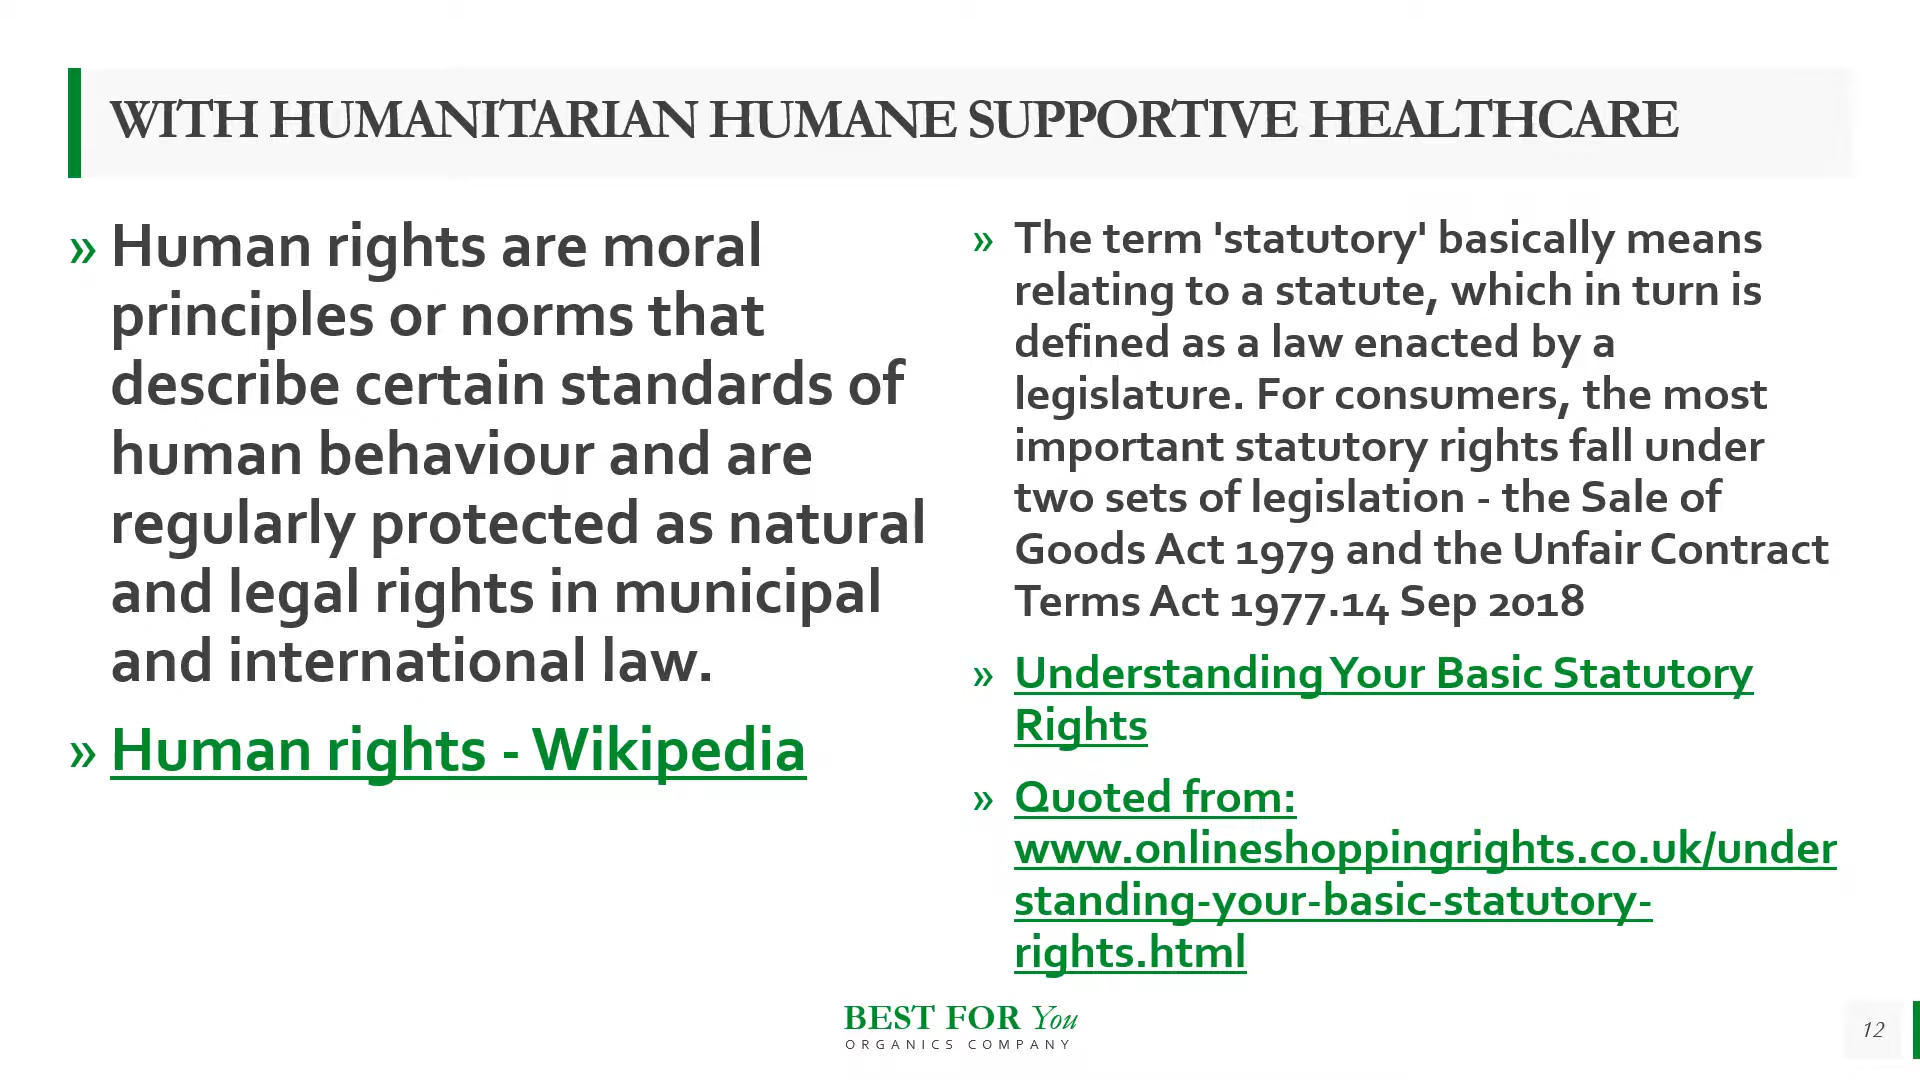 WITH HUMANITARIAN HUMANE SUPPORTIVE HEALTHCARE
» Human rights are moral
principles or norms that
describe certain standards of
human behaviour and are
regularly protected as natural
and legal rights in municipal
and international law.
» Human rights - Wikipedia
» The term 'statutory' basically means
relating to a statute, which in turn is
defined as a law enacted by a
legislature. For consumers, the most
important statutory rights fall under
two sets of legislation - the Sale of
Goods Act 1979 and the Unfair Contract
Terms Act 1977.14 Sep 2018
» Understanding Your Basic Statutory
Rights
» Quoted from:
www.onlineshoppingrights.co.uk/under
standing-your-basic-statutory-
rights.html
BEST FOR You
ORGANICS COMPANY
12